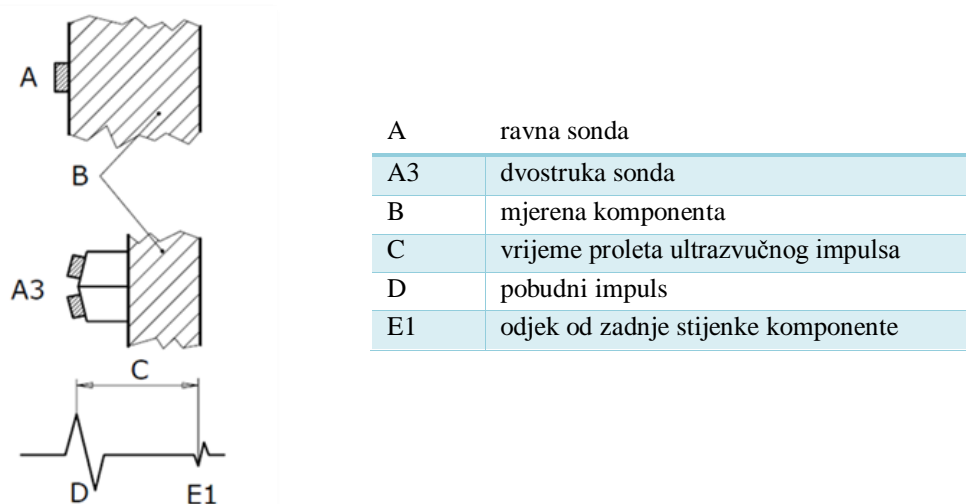 A
B
A3
C
D
E1
A ravna sonda
A3 dvostruka sonda
B mjerena komponenta
C vrijeme proleta ultrazvučnog impulsa
D pobudni impuls
E1 odjek od zadnje stijenke komponente